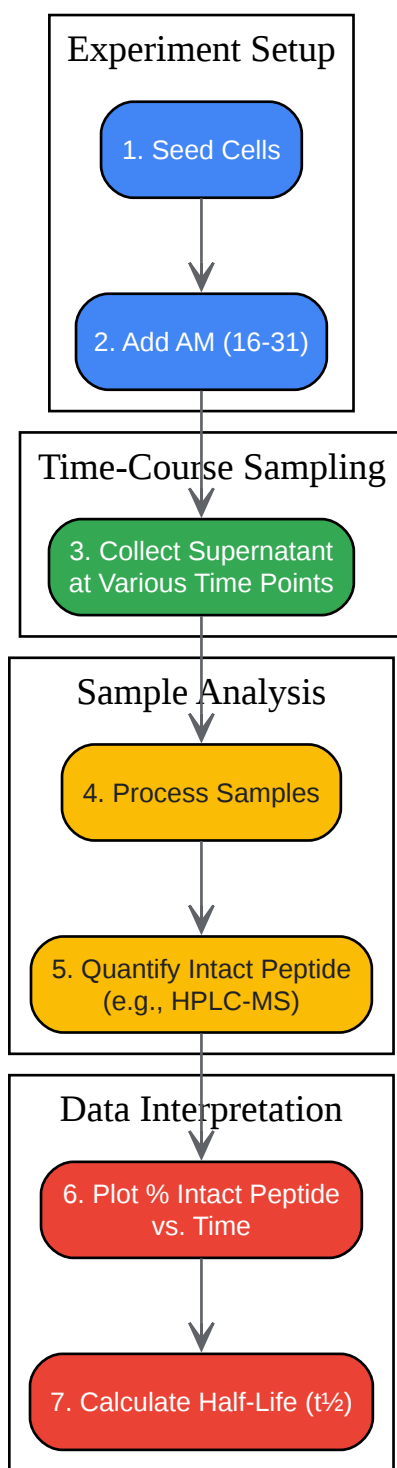 Experiment Setup
1. Seed Cells
2. Add AM (16-31)
Time-Course Sampling
3. Collect Supernatant
at Various Time Points
Sample Analysis
4. Process Samples
5. Quantify Intact Peptide
(e.g., HPLC-MS)
Data Interpretation
6. Plot % Intact Peptide
vs. Time
7. Calculate Half-Life (t½)